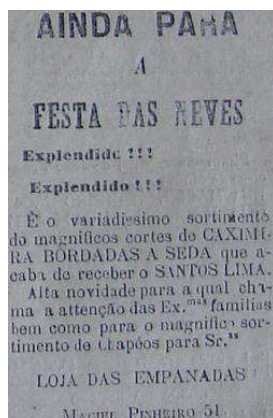 AINDA PARA
A
FESTA DAS NEVES
Explendido !!!
Explendido !!!
É o variadissimo sortimento
do magnificos cortes de CAXIMI-
RA BORDADAS A SEDA que a-
caba de receber o SANTOS LIMA.
Alta novidade para a qual cha-
ma a attenção das Ex.mas familias
bem como para o magnifico sor-
timento de chapéos para Sr.as
LOJA DAS EMPANADAS
MACIEL PINHEIRO 51